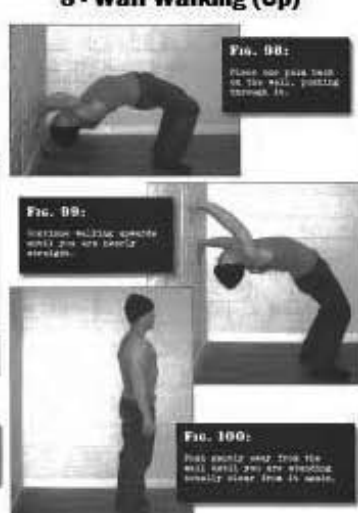 8 - Wall Walking (Up)
FIG. 98:
Place one palm back
on the wall, pushing
through it.
FIG. 99:
Continue walking upwards
until you are nearly
straight.
FIG. 100:
Push gently away from the
wall until you are standing
totally clear from it again.